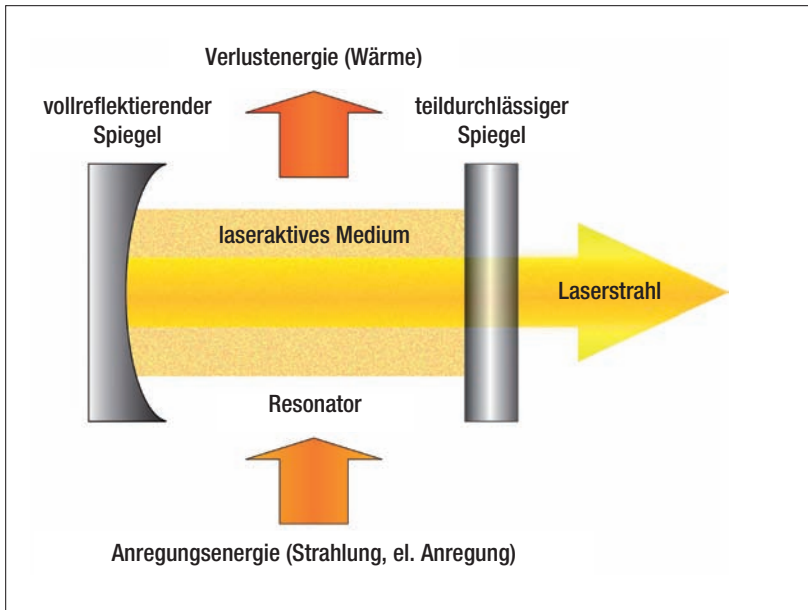 Verlustenergie (Wärme)
vollreflektierender
Spiegel
teildurchlässiger
Spiegel
laseraktives Medium
Laserstrahl
Resonator
Anregungsenergie (Strahlung, el. Anregung)